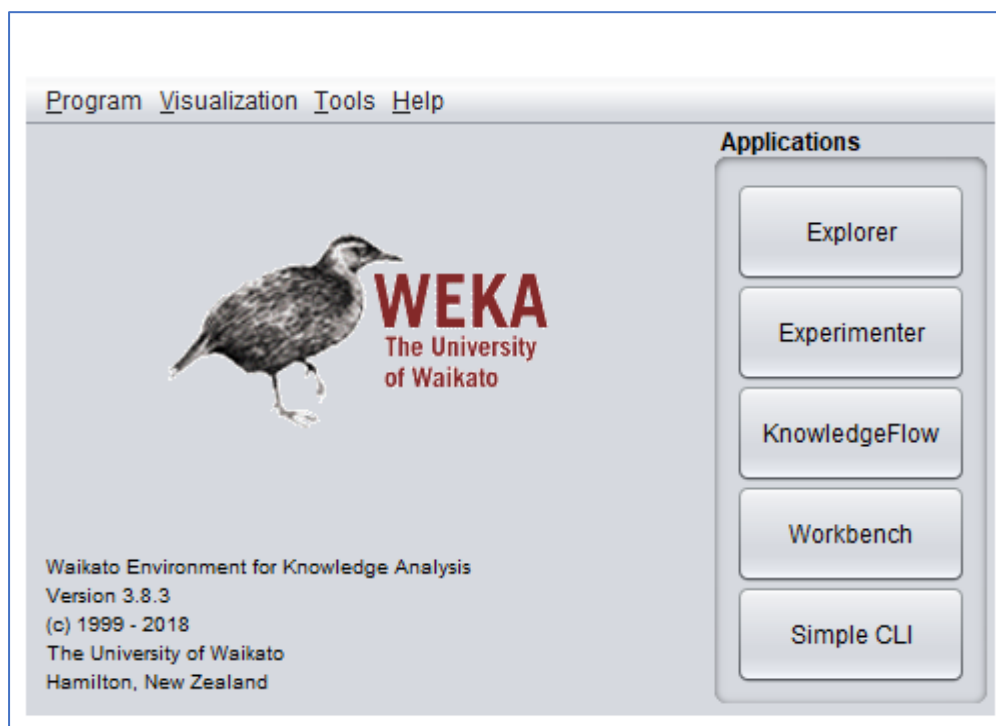 Program Visualization Tools Help
Applications
Explorer
Experimenter
KnowledgeFlow
Workbench
Simple CLI
WEKA
The University
of Waikato
Waikato Environment for Knowledge Analysis
Version 3.8.3
(c) 1999 - 2018
The University of Waikato
Hamilton, New Zealand